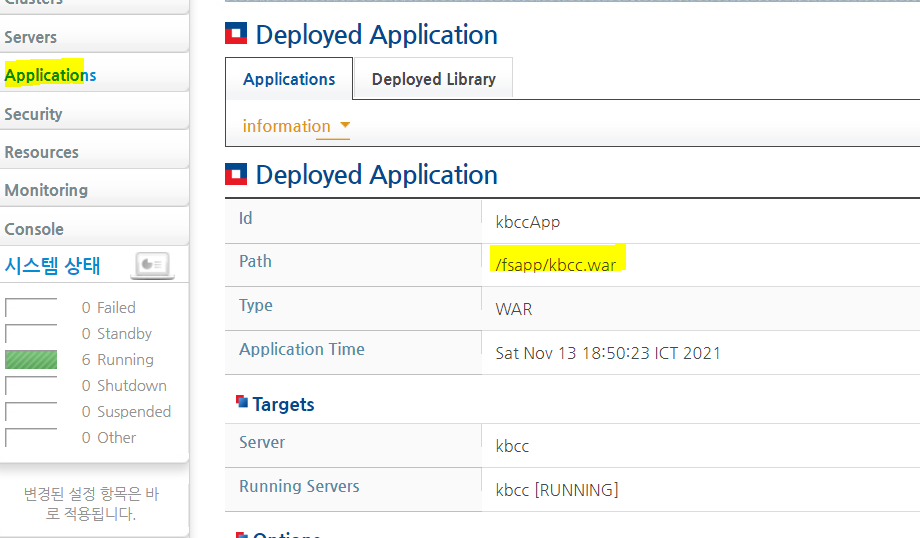 Clusters
Servers
Applications
Security
Resources
Monitoring
Console
시스템 상태
0 Failed
0 Standby
6 Running
0 Shutdown
0 Suspended
0 Other
변경된 설정 항목은 바
로 적용됩니다.
Deployed Application
Applications
Deployed Library
information
Deployed Application
Id kbccApp
Path /fsapp/kbcc.war
Type WAR
Application Time Sat Nov 13 18:50:23 ICT 2021
Targets
Server kbcc
Running Servers kbcc [RUNNING]
Options